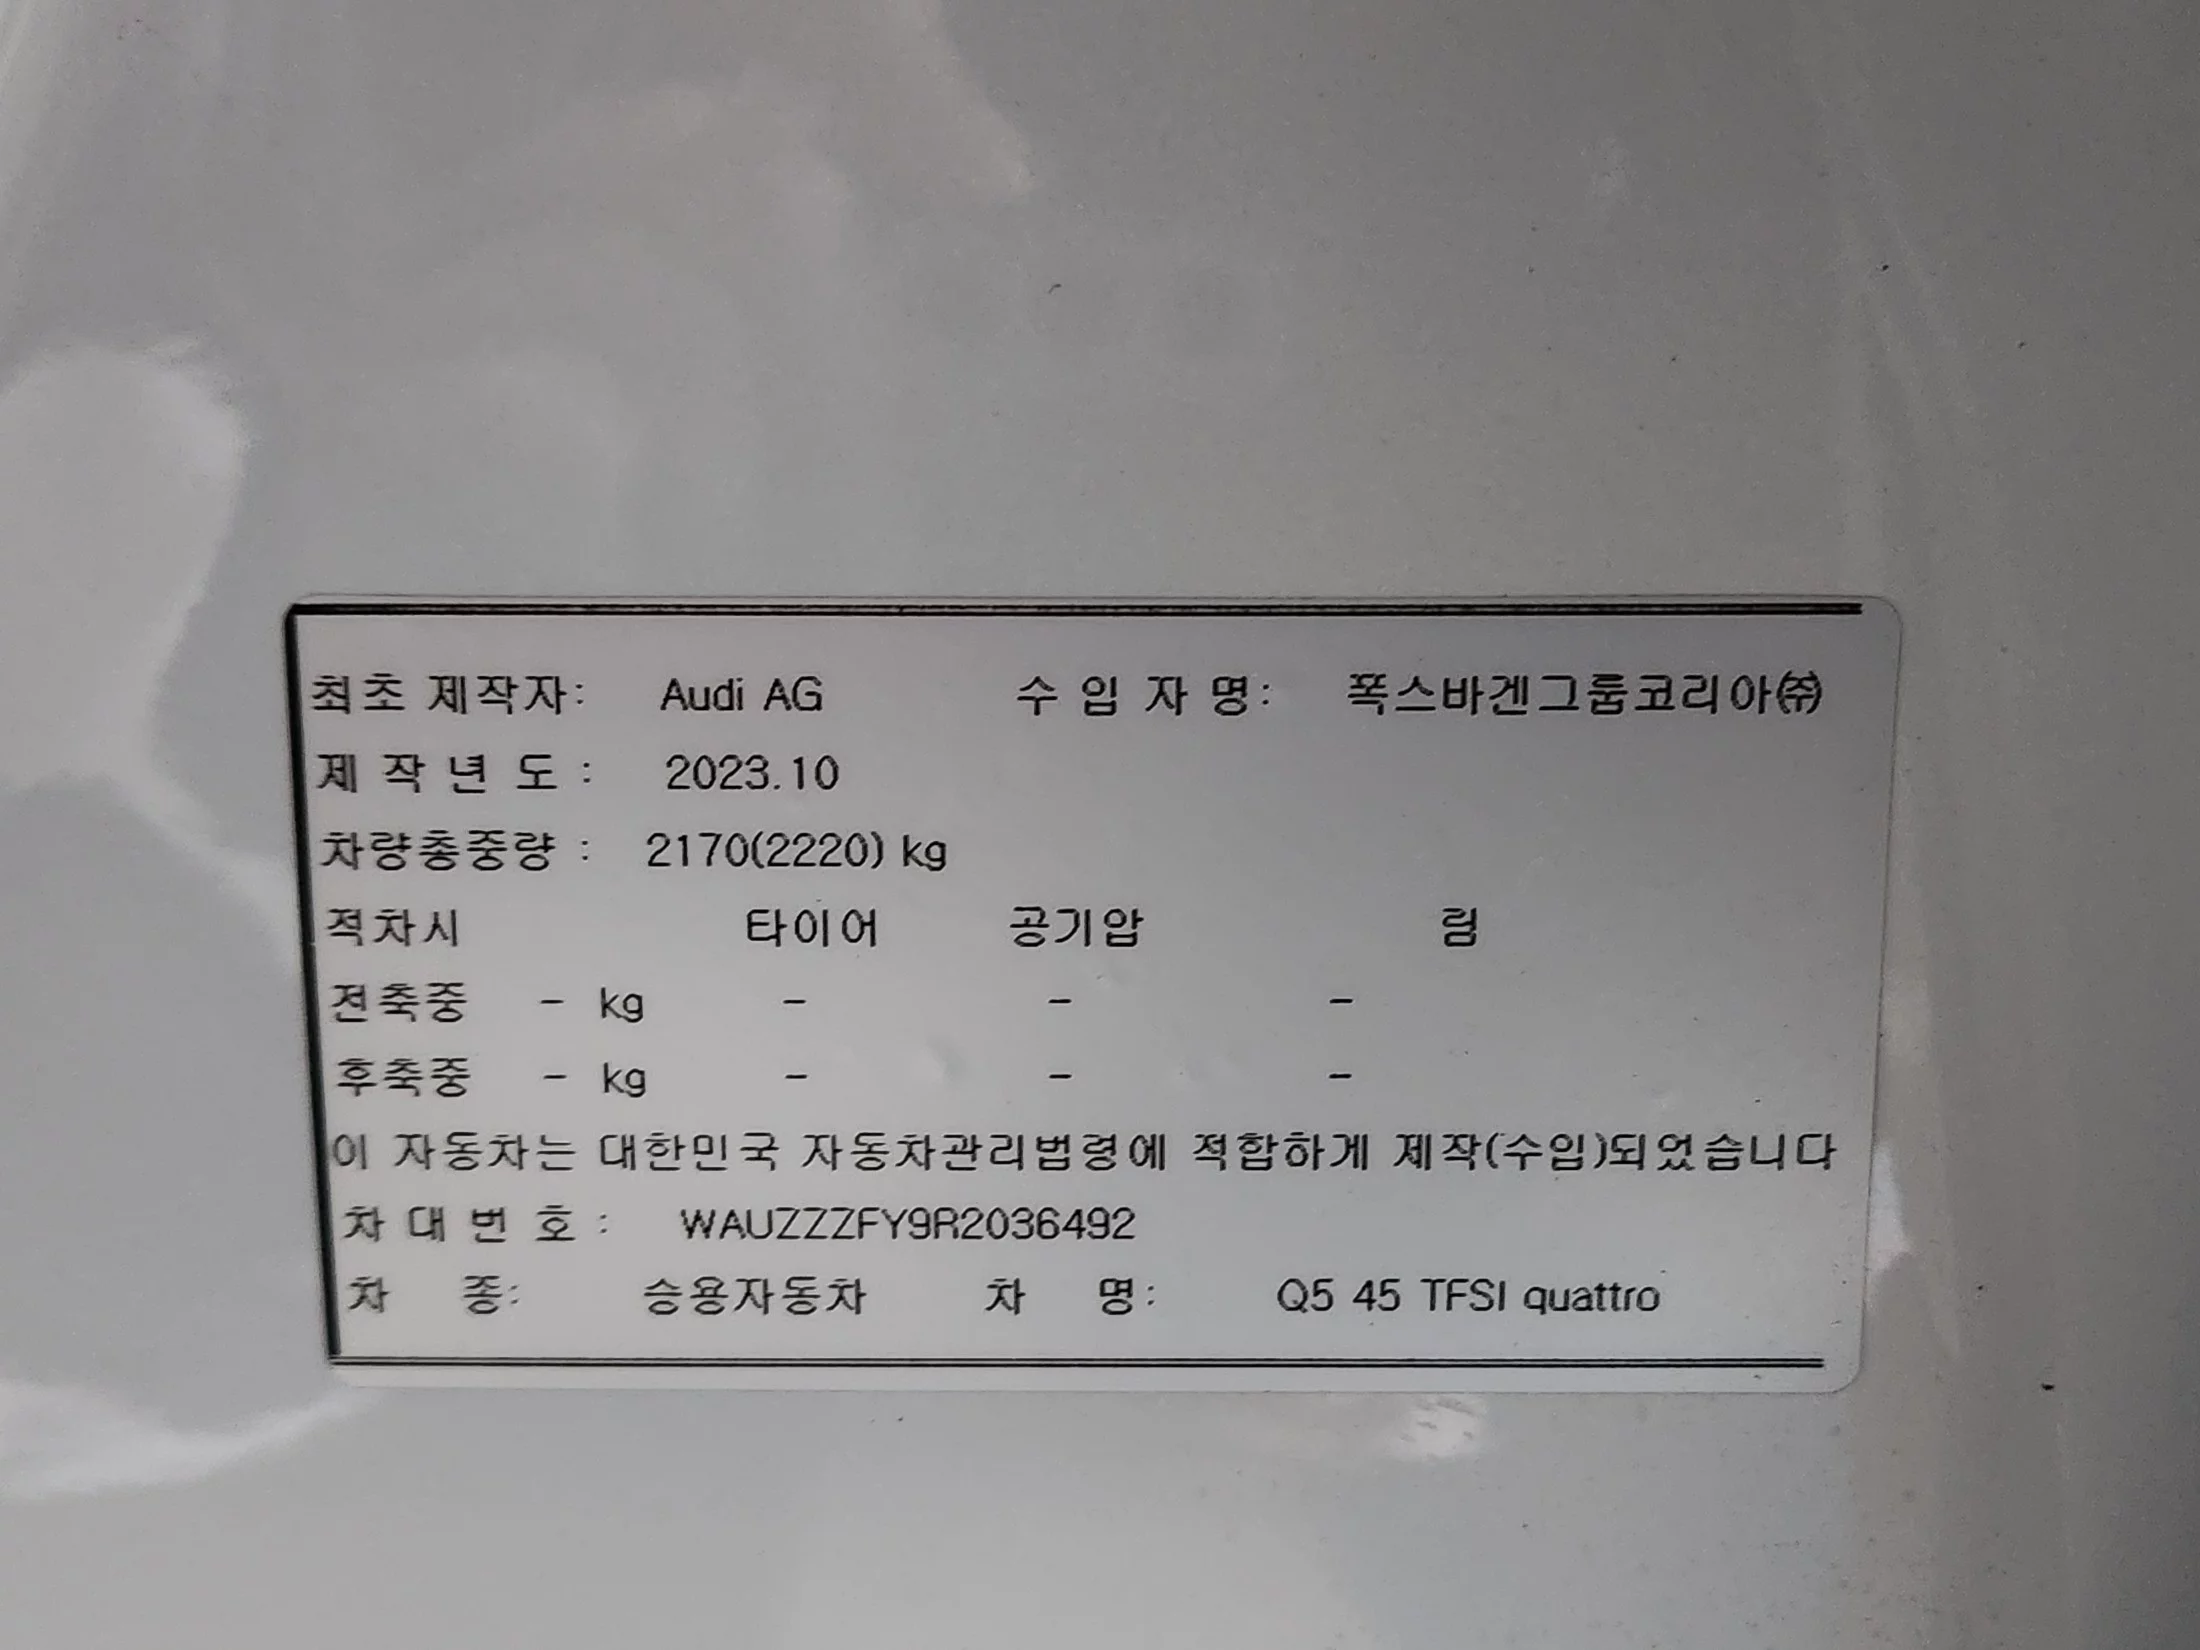 최초 제작자: Audi AG 수 입 자 명: 폭스바겐그룹코리아㈜
제 작 년 도 : 2023.10
차량총중량 : 2170(2220) kg
적차시 타이어 공기압 림
전축중 - kg - - -
후축중 - kg - - -
이 자동차는 대한민국 자동차관리법령에 적합하게 제작(수입)되었습니다
차 대 번 호 : WAUZZZFY9R2036492
차 종: 승용자동차 차 명: Q5 45 TFSI quattro